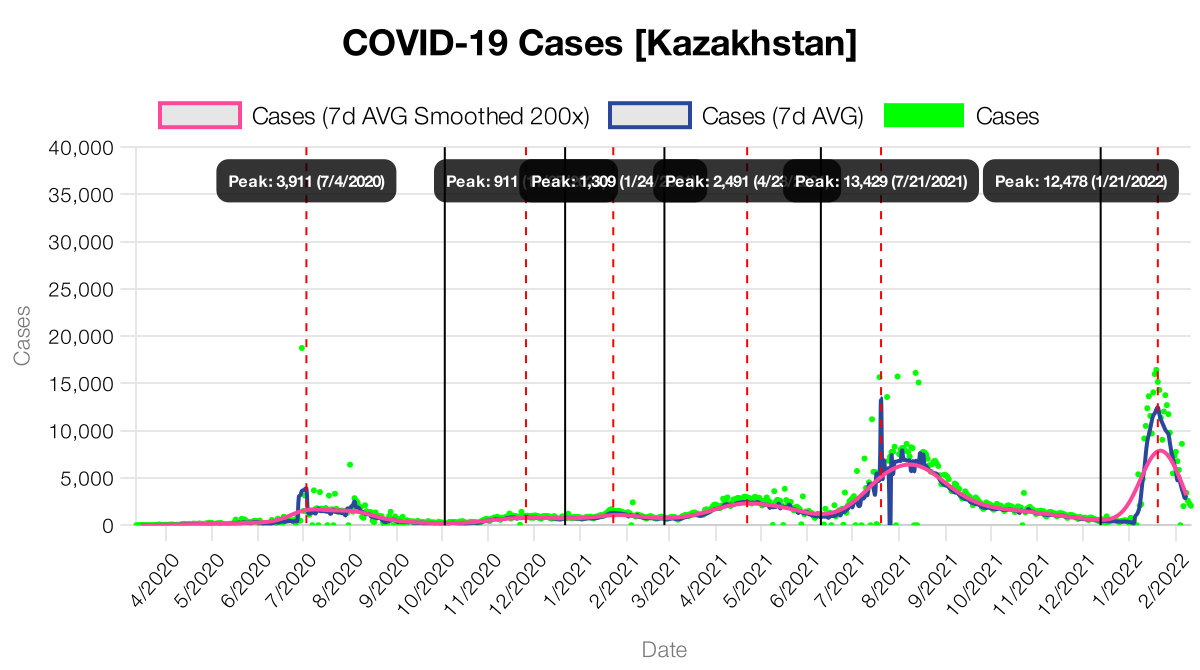 COVID-19 Cases [Kazakhstan]
Cases (7d AVG Smoothed 200x)
Cases (7d AVG)
Cases
40,000
35,000
30,000
25,000
20,000
15,000
10,000
5,000
0
Cases
Peak: 3,911 (7/4/2020)
Peak: 911
Peak: 1,309 (1/24/
Peak: 2,491 (4/23/
Peak: 13,429 (7/21/2021)
Peak: 12,478 (1/21/2022)
4/2020
5/2020
6/2020
7/2020
8/2020
9/2020
10/2020
11/2020
12/2020
1/2021
2/2021
3/2021
4/2021
5/2021
6/2021
7/2021
8/2021
9/2021
10/2021
11/2021
12/2021
1/2022
2/2022
Date